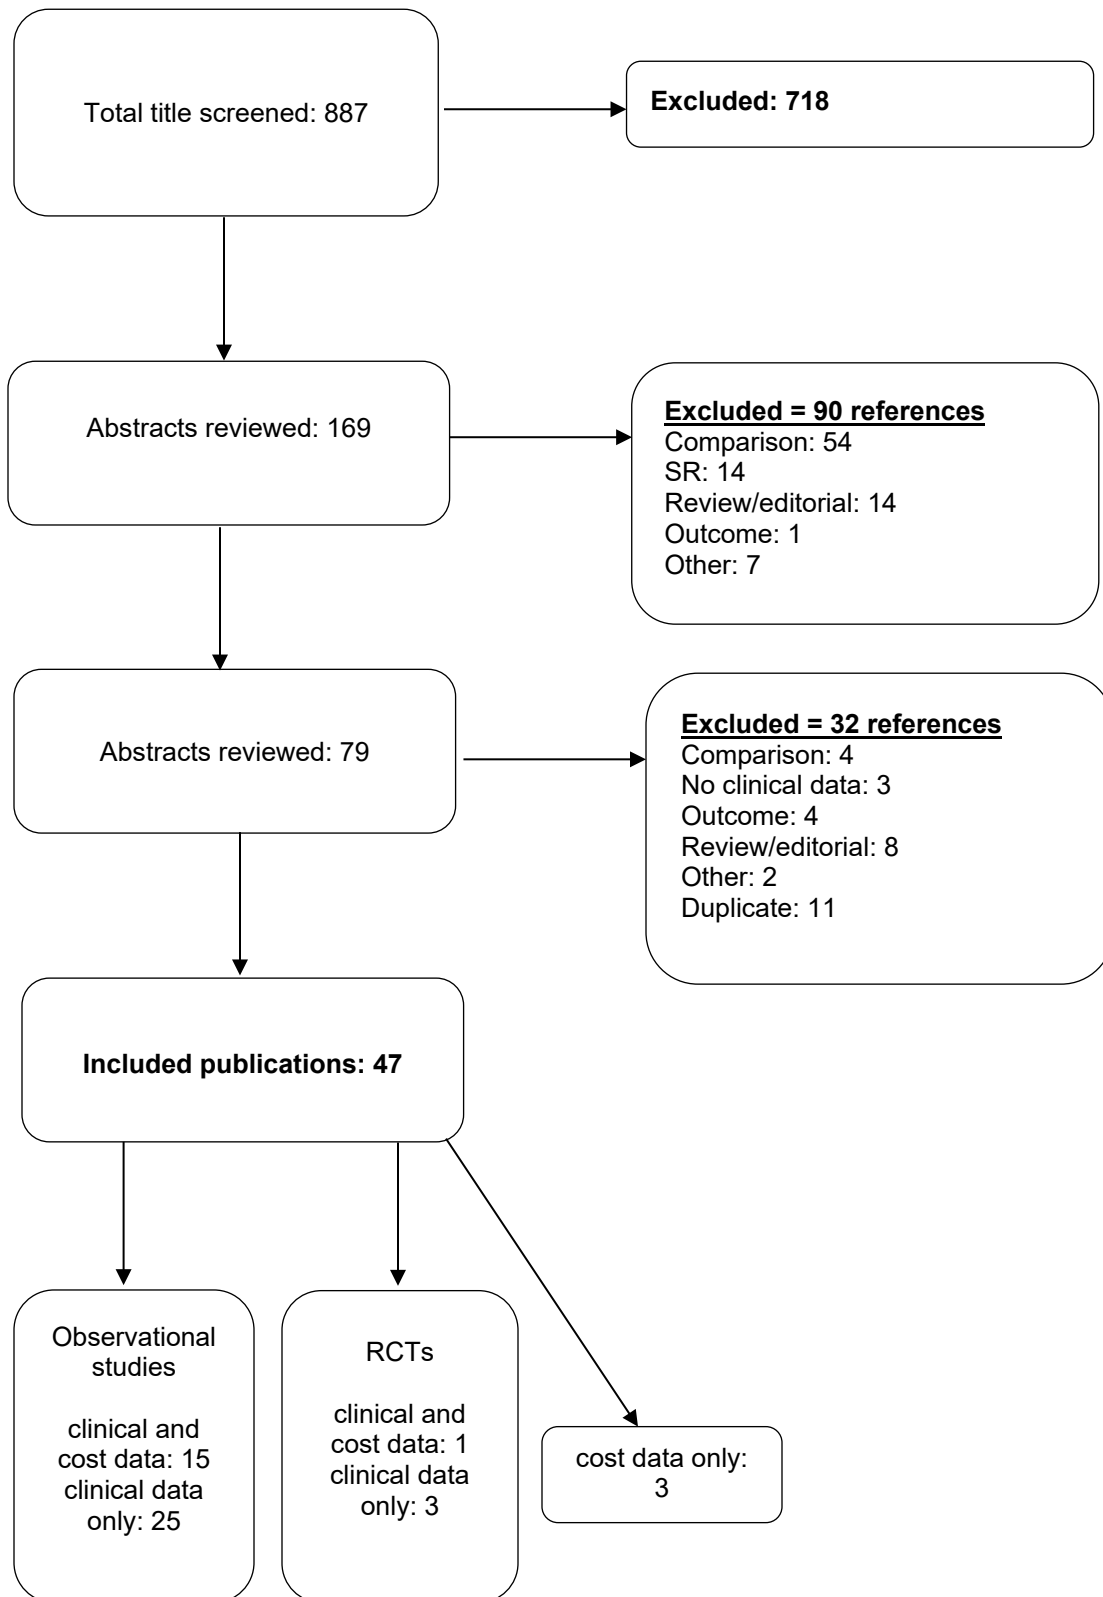 Total title screened: 887
Excluded: 718
Abstracts reviewed: 169
Excluded = 90 references
Comparison: 54
SR: 14
Review/editorial: 14
Outcome: 1
Other: 7
Abstracts reviewed: 79
Excluded = 32 references
Comparison: 4
No clinical data: 3
Outcome: 4
Review/editorial: 8
Other: 2
Duplicate: 11
Included publications: 47
Observational
studies
clinical and
cost data: 15
clinical data
only: 25
RCTs
clinical and
cost data: 1
clinical data
only: 3
cost data only:
3